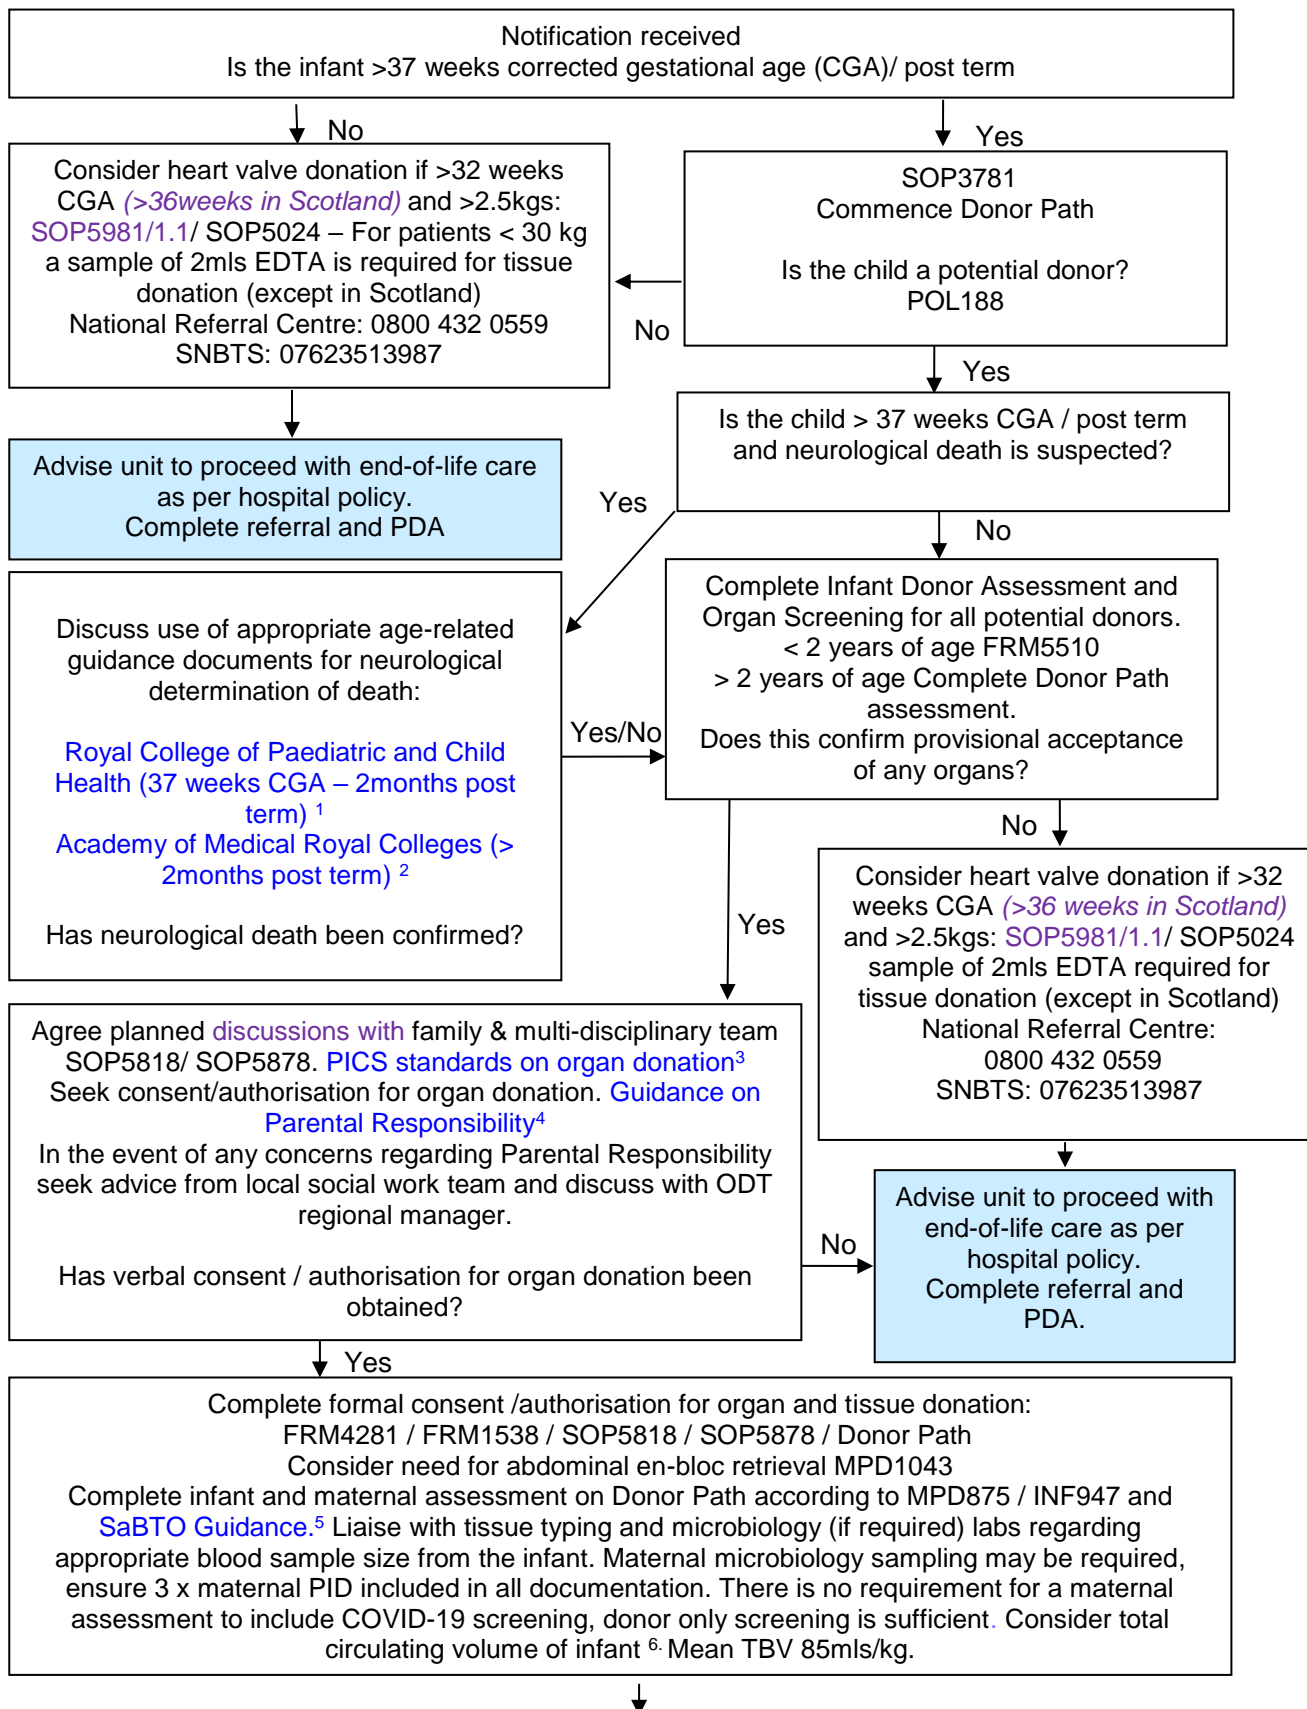 Notification received
Is the infant >37 weeks corrected gestational age (CGA)/ post term
No
Yes
Consider heart valve donation if >32 weeks
CGA (>36weeks in Scotland) and >2.5kgs:
SOP5981/1.1/ SOP5024 – For patients < 30 kg
a sample of 2mls EDTA is required for tissue
donation (except in Scotland)
National Referral Centre: 0800 432 0559
SNBTS: 07623513987
SOP3781
Commence Donor Path
Is the child a potential donor?
POL188
No
Yes
Advise unit to proceed with end-of-life care
as per hospital policy.
Complete referral and PDA
Is the child > 37 weeks CGA / post term
and neurological death is suspected?
Yes
No
Discuss use of appropriate age-related
guidance documents for neurological
determination of death:
Royal College of Paediatric and Child
Health (37 weeks CGA – 2months post
term) 1
Academy of Medical Royal Colleges (>
2months post term) 2
Has neurological death been confirmed?
Yes/No
Complete Infant Donor Assessment and
Organ Screening for all potential donors.
< 2 years of age FRM5510
> 2 years of age Complete Donor Path
assessment.
Does this confirm provisional acceptance
of any organs?
No
Yes
Consider heart valve donation if >32
weeks CGA (>36 weeks in Scotland)
and >2.5kgs: SOP5981/1.1/ SOP5024
sample of 2mls EDTA required for
tissue donation (except in Scotland)
National Referral Centre:
0800 432 0559
SNBTS: 07623513987
Agree planned discussions with family & multi-disciplinary team
SOP5818/ SOP5878. PICS standards on organ donation3
Seek consent/authorisation for organ donation. Guidance on
Parental Responsibility4
In the event of any concerns regarding Parental Responsibility
seek advice from local social work team and discuss with ODT
regional manager.
Has verbal consent / authorisation for organ donation been
obtained?
No
Advise unit to proceed with
end-of-life care as per
hospital policy.
Complete referral and
PDA.
Yes
Complete formal consent /authorisation for organ and tissue donation:
FRM4281 / FRM1538 / SOP5818 / SOP5878 / Donor Path
Consider need for abdominal en-bloc retrieval MPD1043
Complete infant and maternal assessment on Donor Path according to MPD875 / INF947 and
SaBTO Guidance.5 Liaise with tissue typing and microbiology (if required) labs regarding
appropriate blood sample size from the infant. Maternal microbiology sampling may be required,
ensure 3 x maternal PID included in all documentation. There is no requirement for a maternal
assessment to include COVID-19 screening, donor only screening is sufficient. Consider total
circulating volume of infant 6. Mean TBV 85mls/kg.